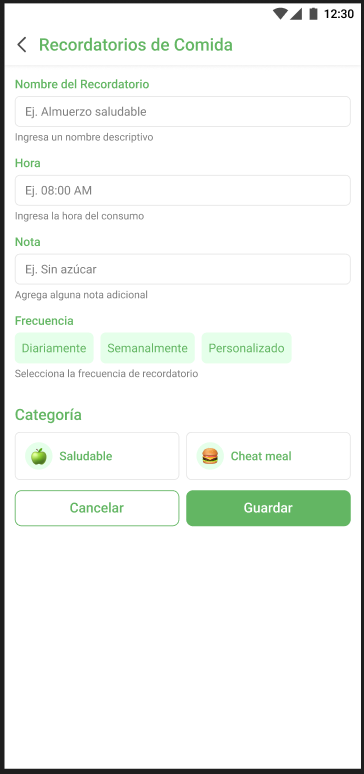 12:30
Recordatorios de Comida
Nombre del Recordatorio
Ej. Almuerzo saludable
Ingresa un nombre descriptivo
Hora
Ej. 08:00 AM
Ingresa la hora del consumo
Nota
Ej. Sin azúcar
Agrega alguna nota adicional
Frecuencia
Diariamente Semanalmente Personalizado
Selecciona la frecuencia de recordatorio
Categoría
Saludable Cheat meal
Cancelar Guardar